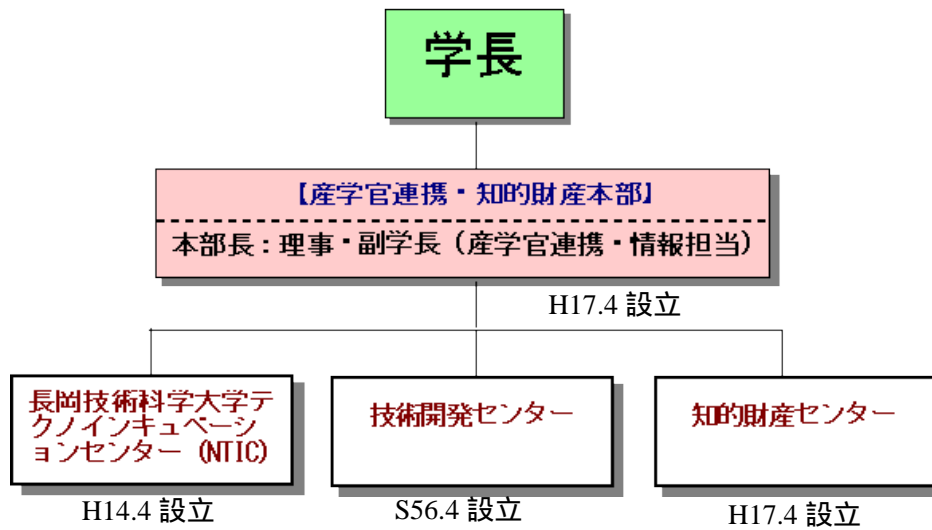 学長
【産学官連携・知的財産本部】
本部長：理事・副学長（産学官連携・情報担当）
H17.4 設立
長岡技術科学大学テ
クノインキュベーシ
ョンセンター（NTIC）
技術開発センター
知的財産センター
H14.4 設立
S56.4 設立
H17.4 設立